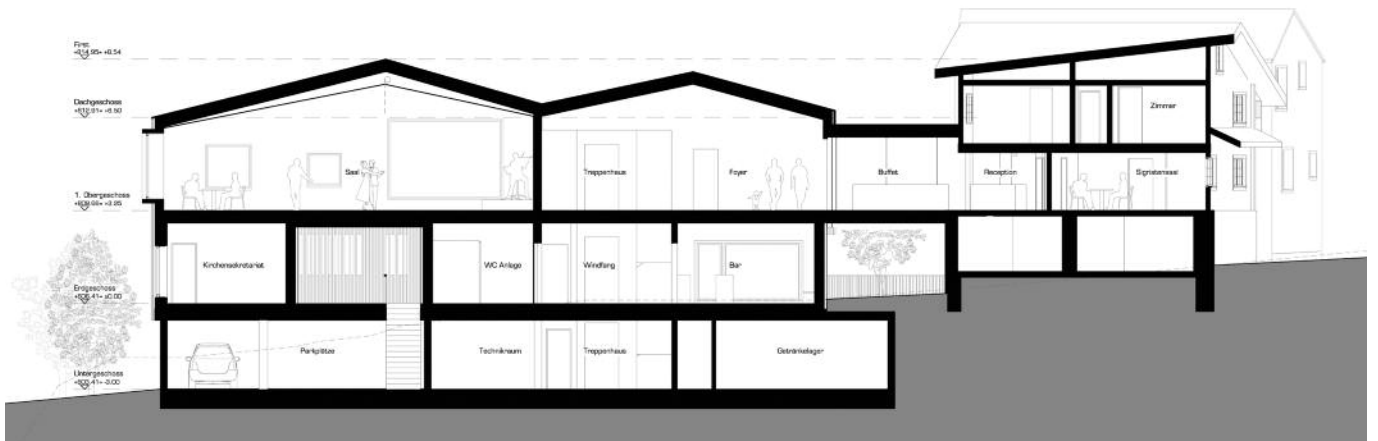 First
Dachgeschoss
Zimmer
Saal
Treppenhaus
Foyer
Buffet
Reception
Sigristensaal
1. Obergeschoss
Kirchensekretariat
WC Anlage
Windfang
Bar
Erdgeschoss
Parkplätze
Technikraum
Treppenhaus
Getränkelager
Untergeschoss